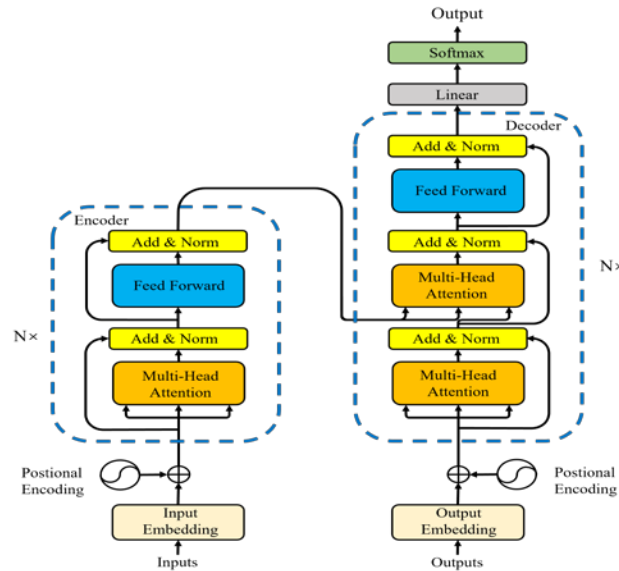 Output
Softmax
Linear
Decoder
Add & Norm
Feed Forward
Add & Norm
Multi-Head
Attention
Add & Norm
Multi-Head
Attention
N×
Postional
Encoding
Output
Embedding
Outputs
Encoder
Add & Norm
Feed Forward
Add & Norm
Multi-Head
Attention
N×
Postional
Encoding
Input
Embedding
Inputs